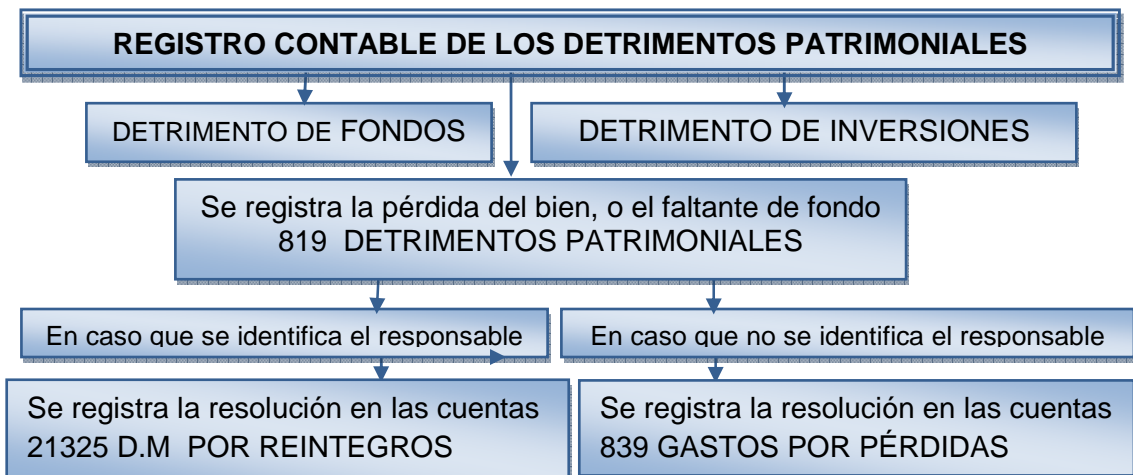 REGISTRO CONTABLE DE LOS DETRIMENTOS PATRIMONIALES
DETRIMENTO DE FONDOS
DETRIMENTO DE INVERSIONES
Se registra la pérdida del bien, o el faltante de fondo
819 DETRIMENTOS PATRIMONIALES
En caso que se identifica el responsable
En caso que no se identifica el responsable
Se registra la resolución en las cuentas
21325 D.M POR REINTEGROS
Se registra la resolución en las cuentas
839 GASTOS POR PÉRDIDAS